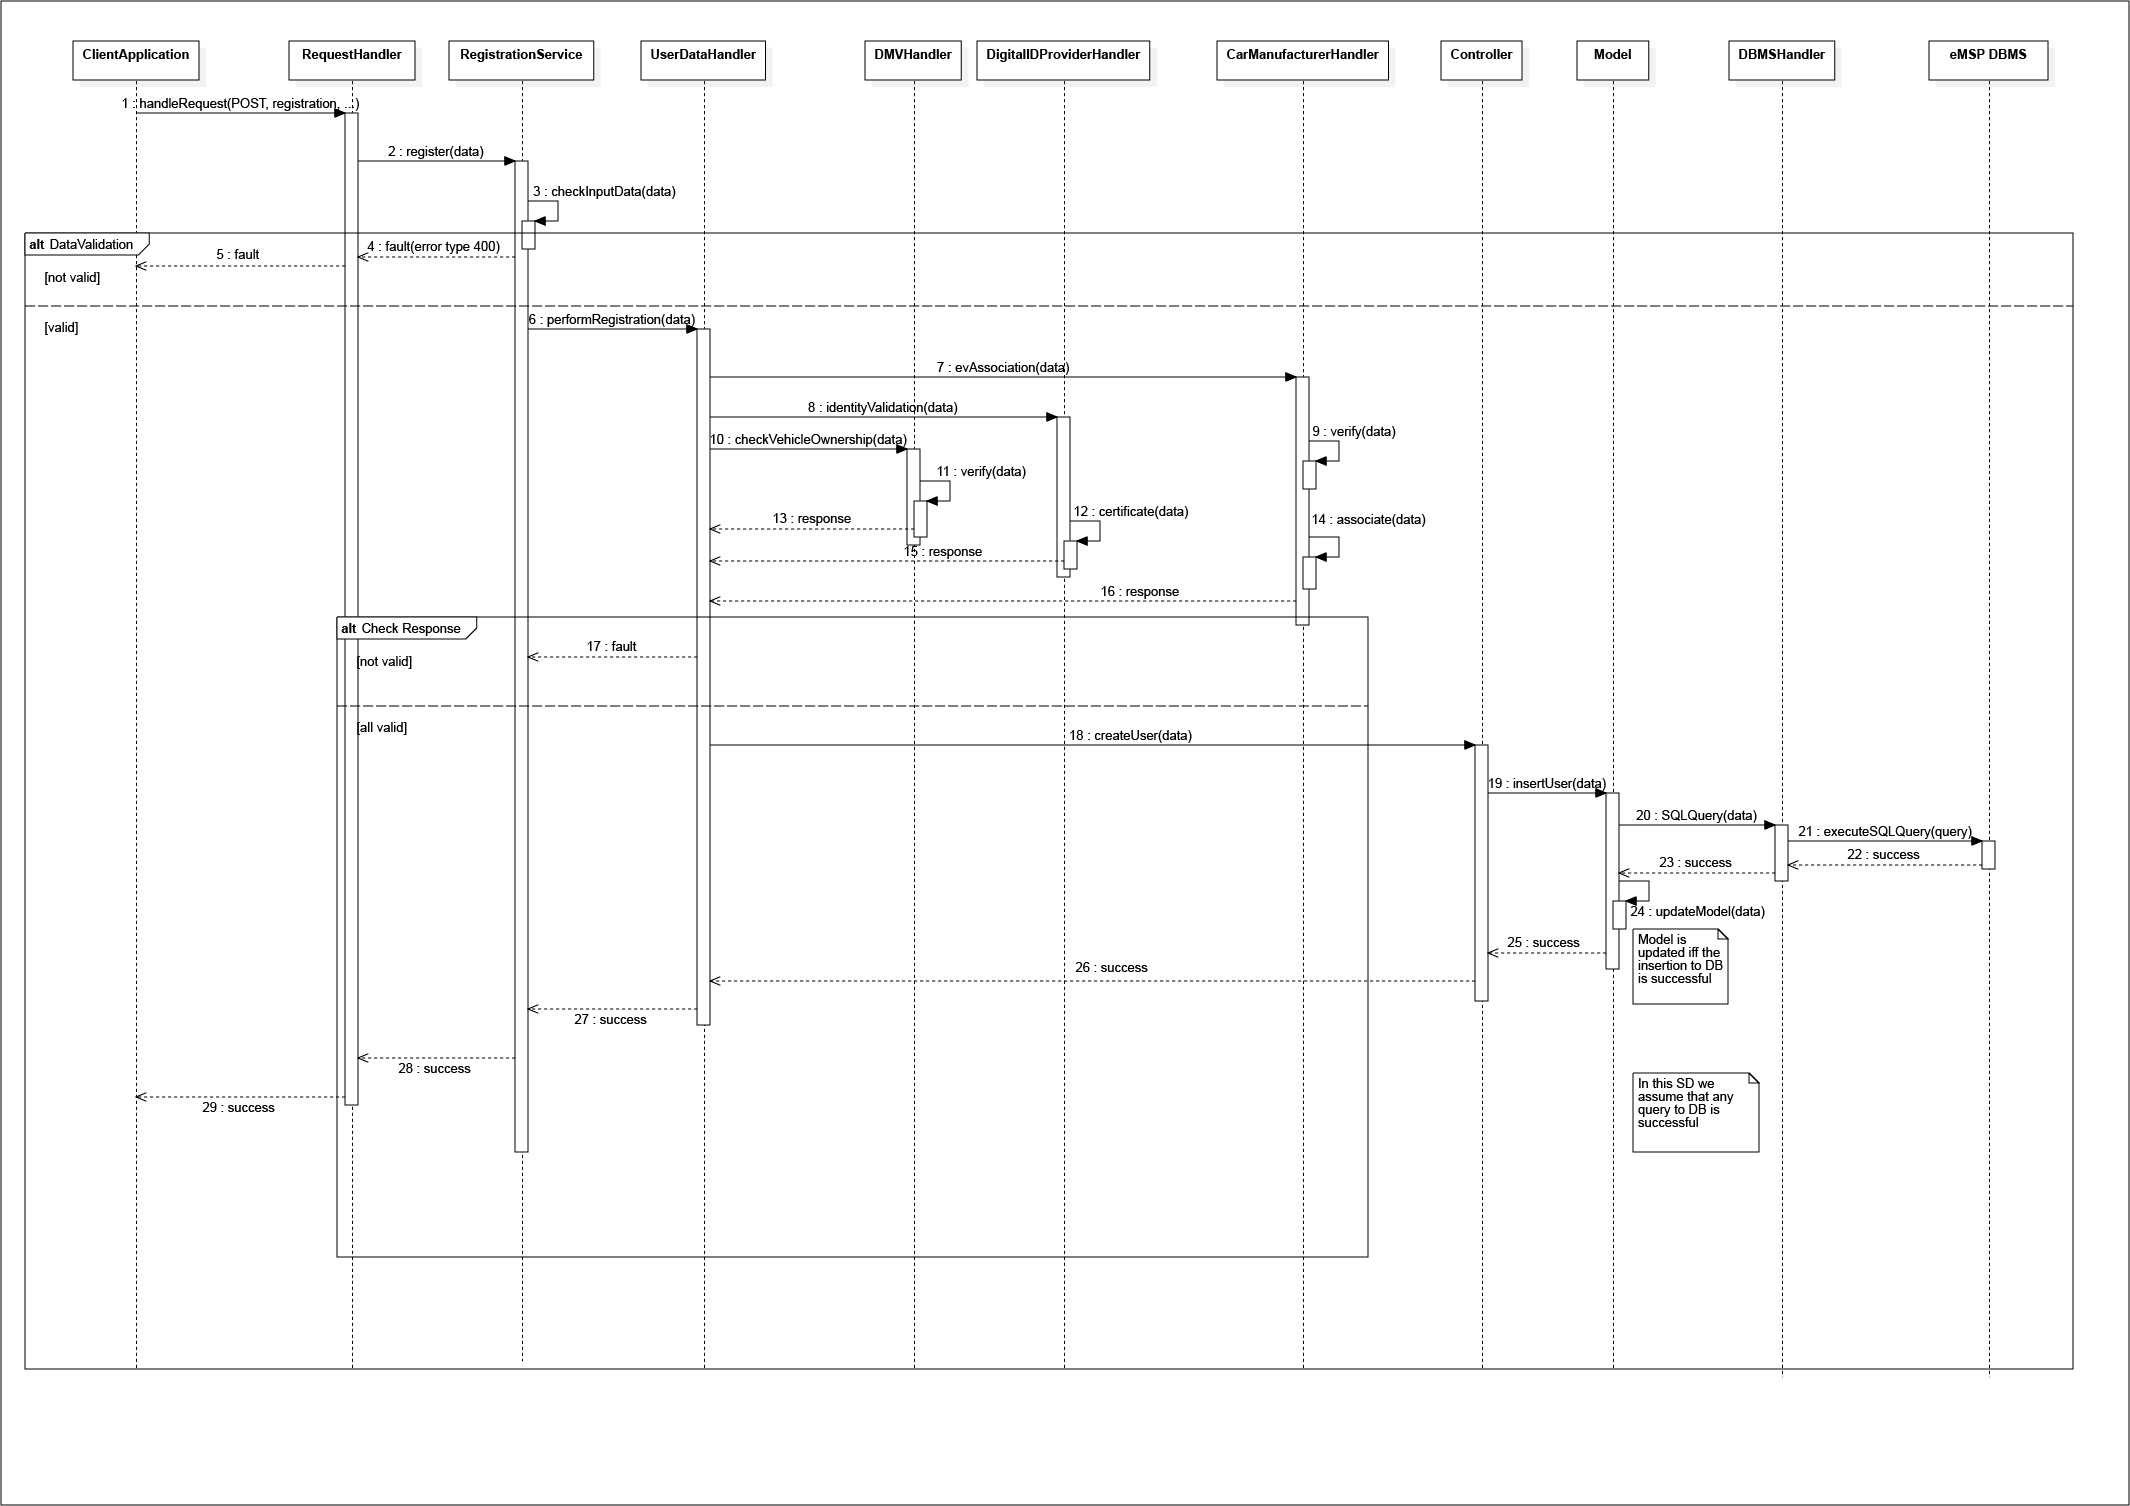 ClientApplication
RequestHandler
RegistrationService
UserDataHandler
DMVHandler
DigitalIDProviderHandler
CarManufacturerHandler
Controller
Model
DBMSHandler
eMSP DBMS
1 : handleRequest(POST, registration, ...)
2 : register(data)
3 : checkInputData(data)
alt DataValidation
4 : fault(error type 400)
5 : fault
[not valid]
[valid]
6 : performRegistration(data)
7 : evAssociation(data)
8 : identityValidation(data)
9 : verify(data)
10 : checkVehicleOwnership(data)
11 : verify(data)
12 : certificate(data)
13 : response
14 : associate(data)
15 : response
16 : response
alt Check Response
17 : fault
[not valid]
[all valid]
18 : createUser(data)
19 : insertUser(data)
20 : SQLQuery(data)
21 : executeSQLQuery(query)
22 : success
23 : success
24 : updateModel(data)
Model is
updated iff the
insertion to DB
is successful
25 : success
26 : success
27 : success
28 : success
29 : success
In this SD we
assume that any
query to DB is
successful